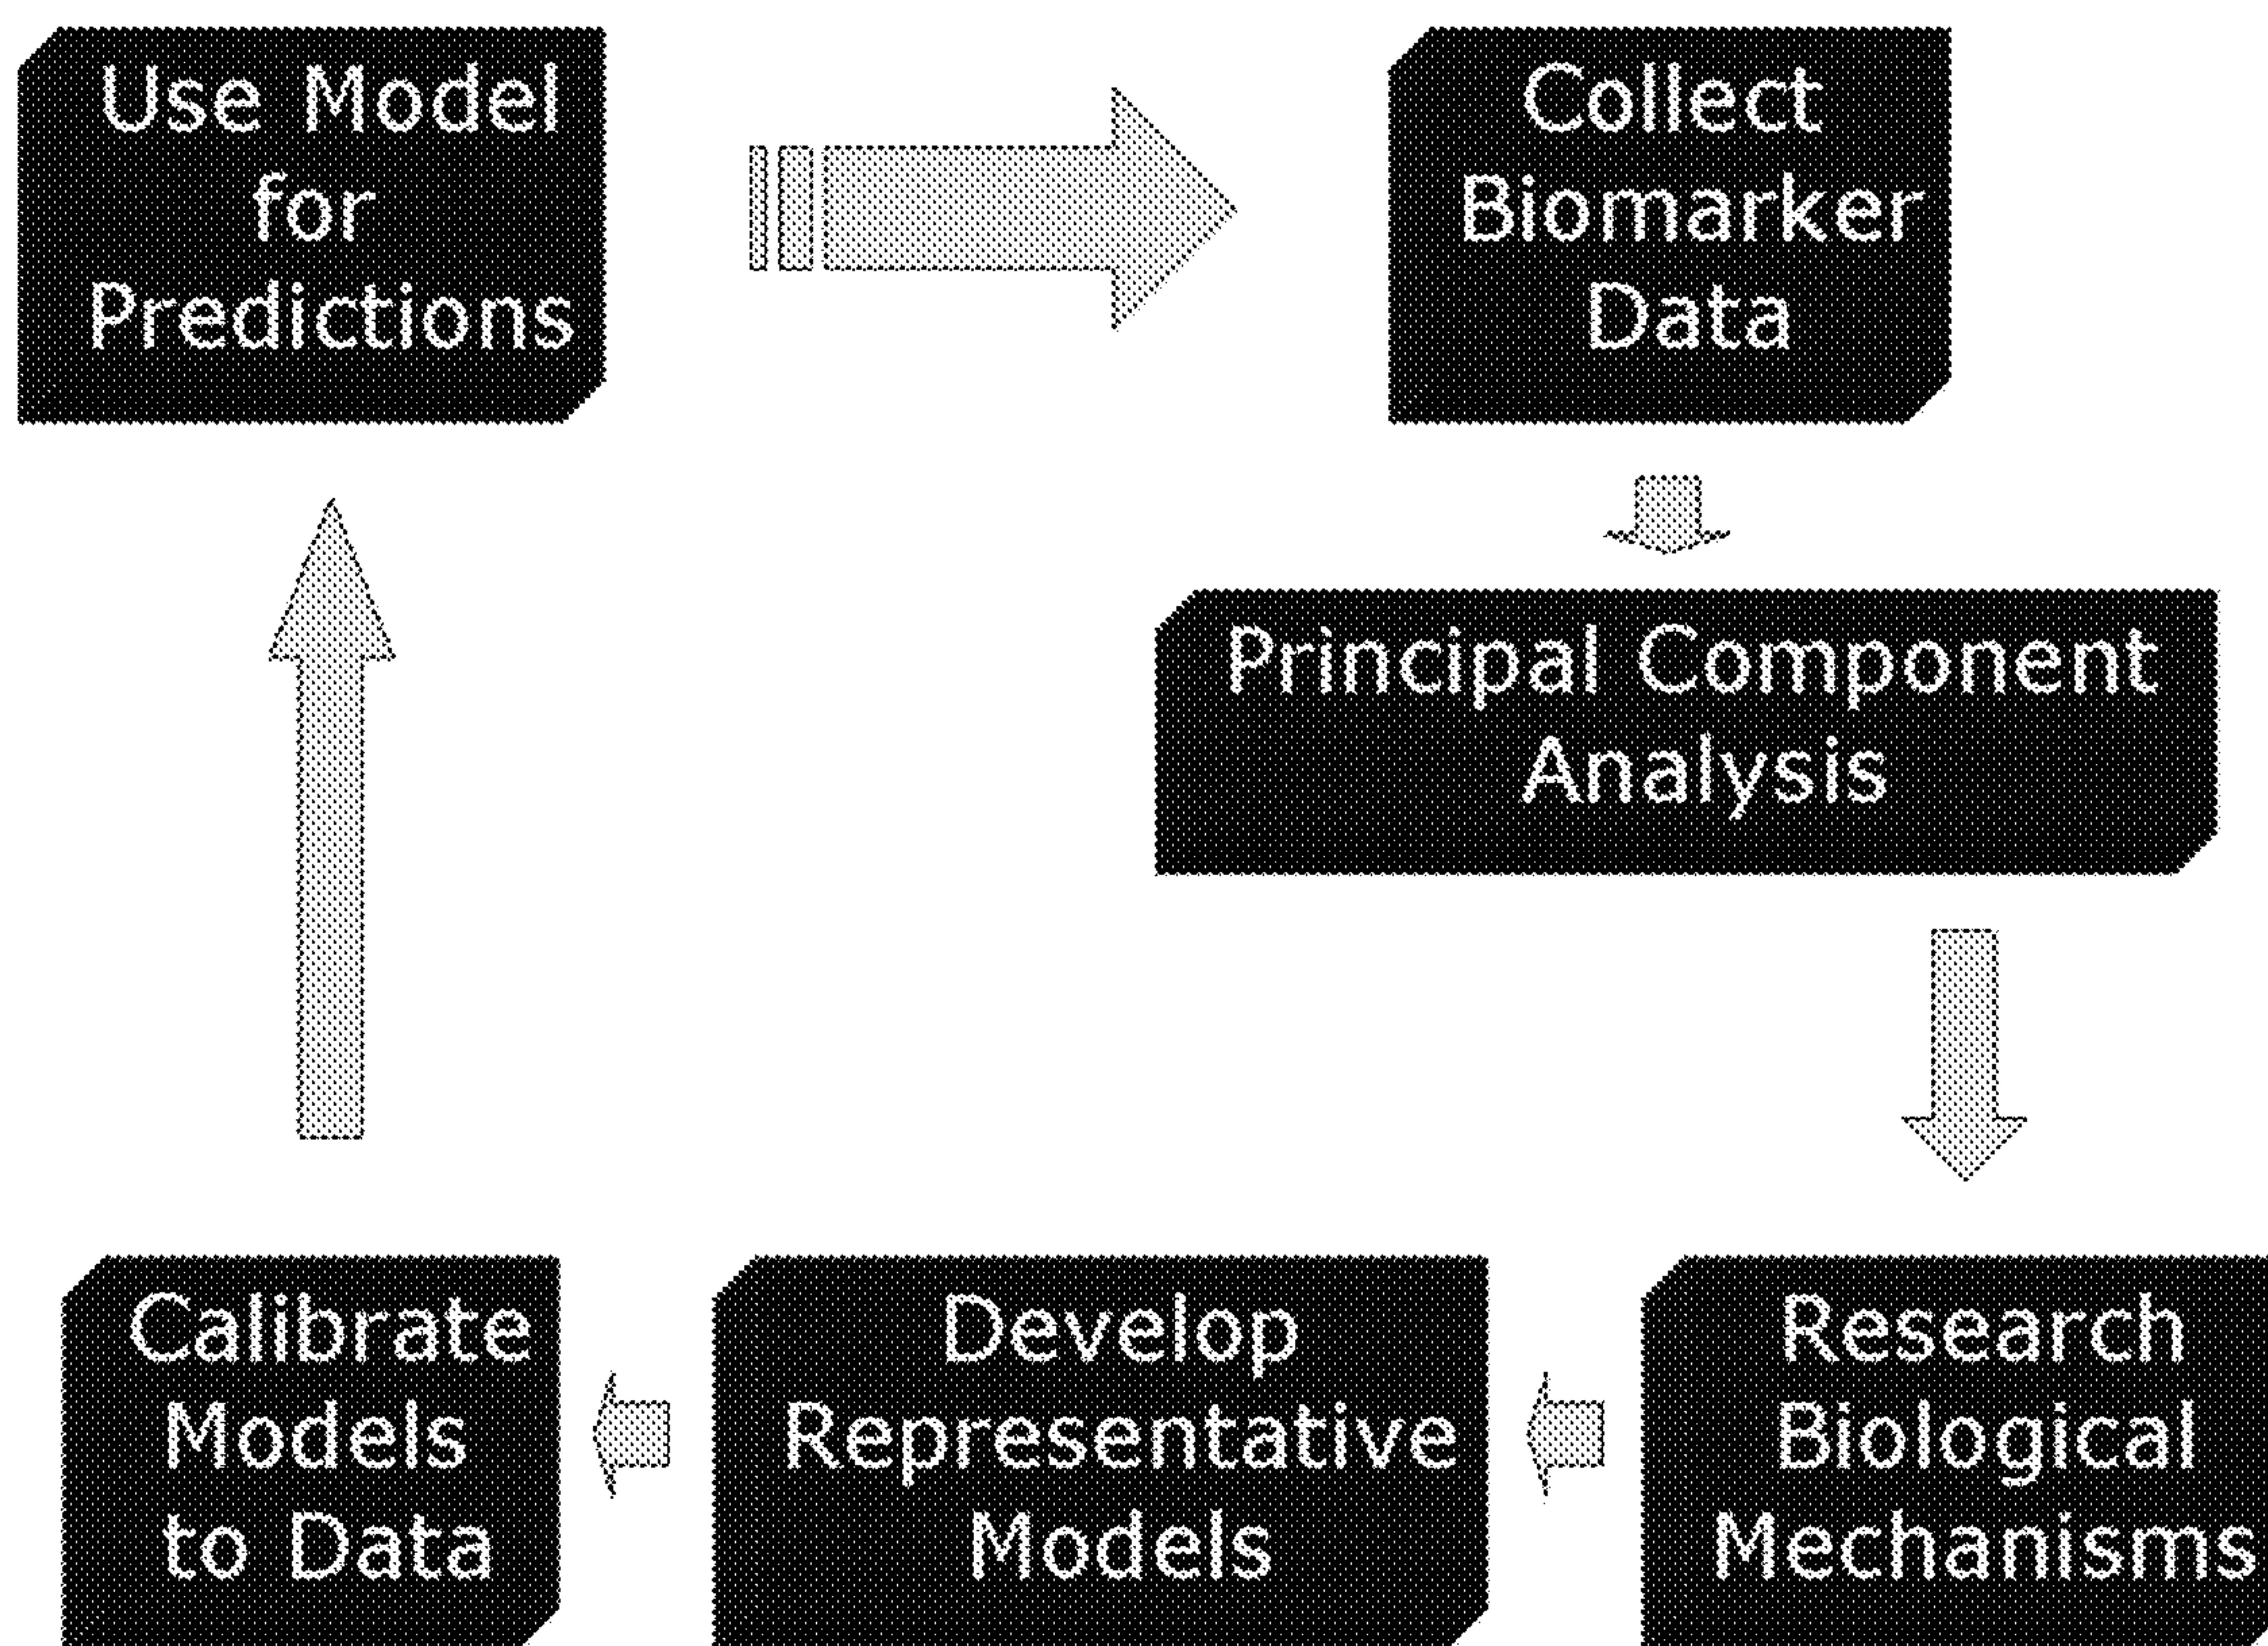 Use Model
for
Predictions
Collect
Biomarker
Data
Principal Component
Analysis
Calibrate
Models
to Data
Develop
Representative
Models
Research
Biological
Mechanisms